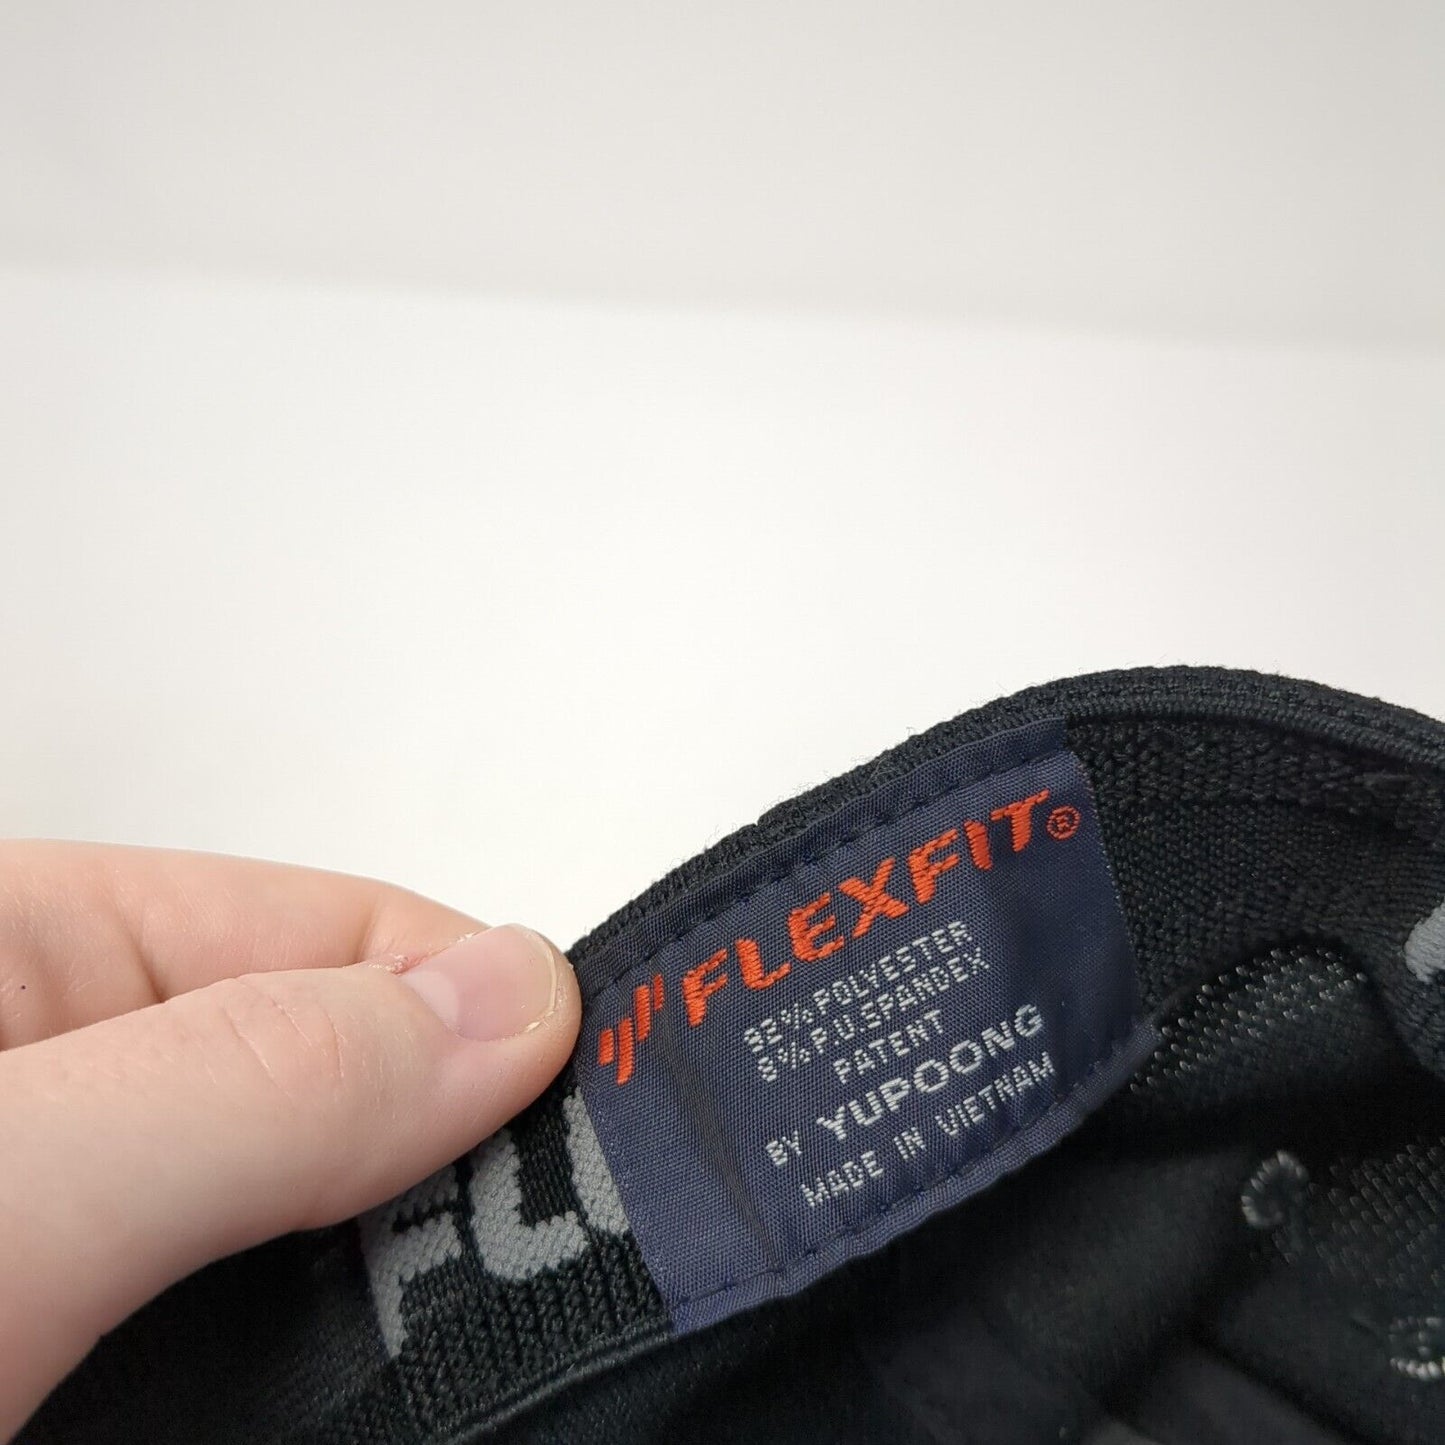 FLEXFIT®
92% POLYESTER
8% P.U. SPANDEX
PATENT
BY YUPOONG
MADE IN VIETNAM